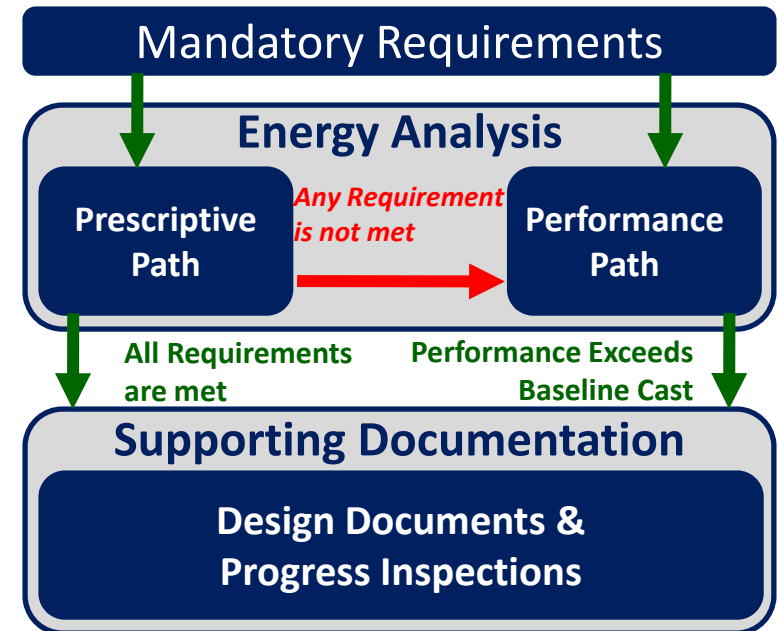 Mandatory Requirements
Energy Analysis
Prescriptive
Path
Any Requirement
is not met
Performance
Path
All Requirements
are met
Performance Exceeds
Baseline Cast
Supporting Documentation
Design Documents &
Progress Inspections